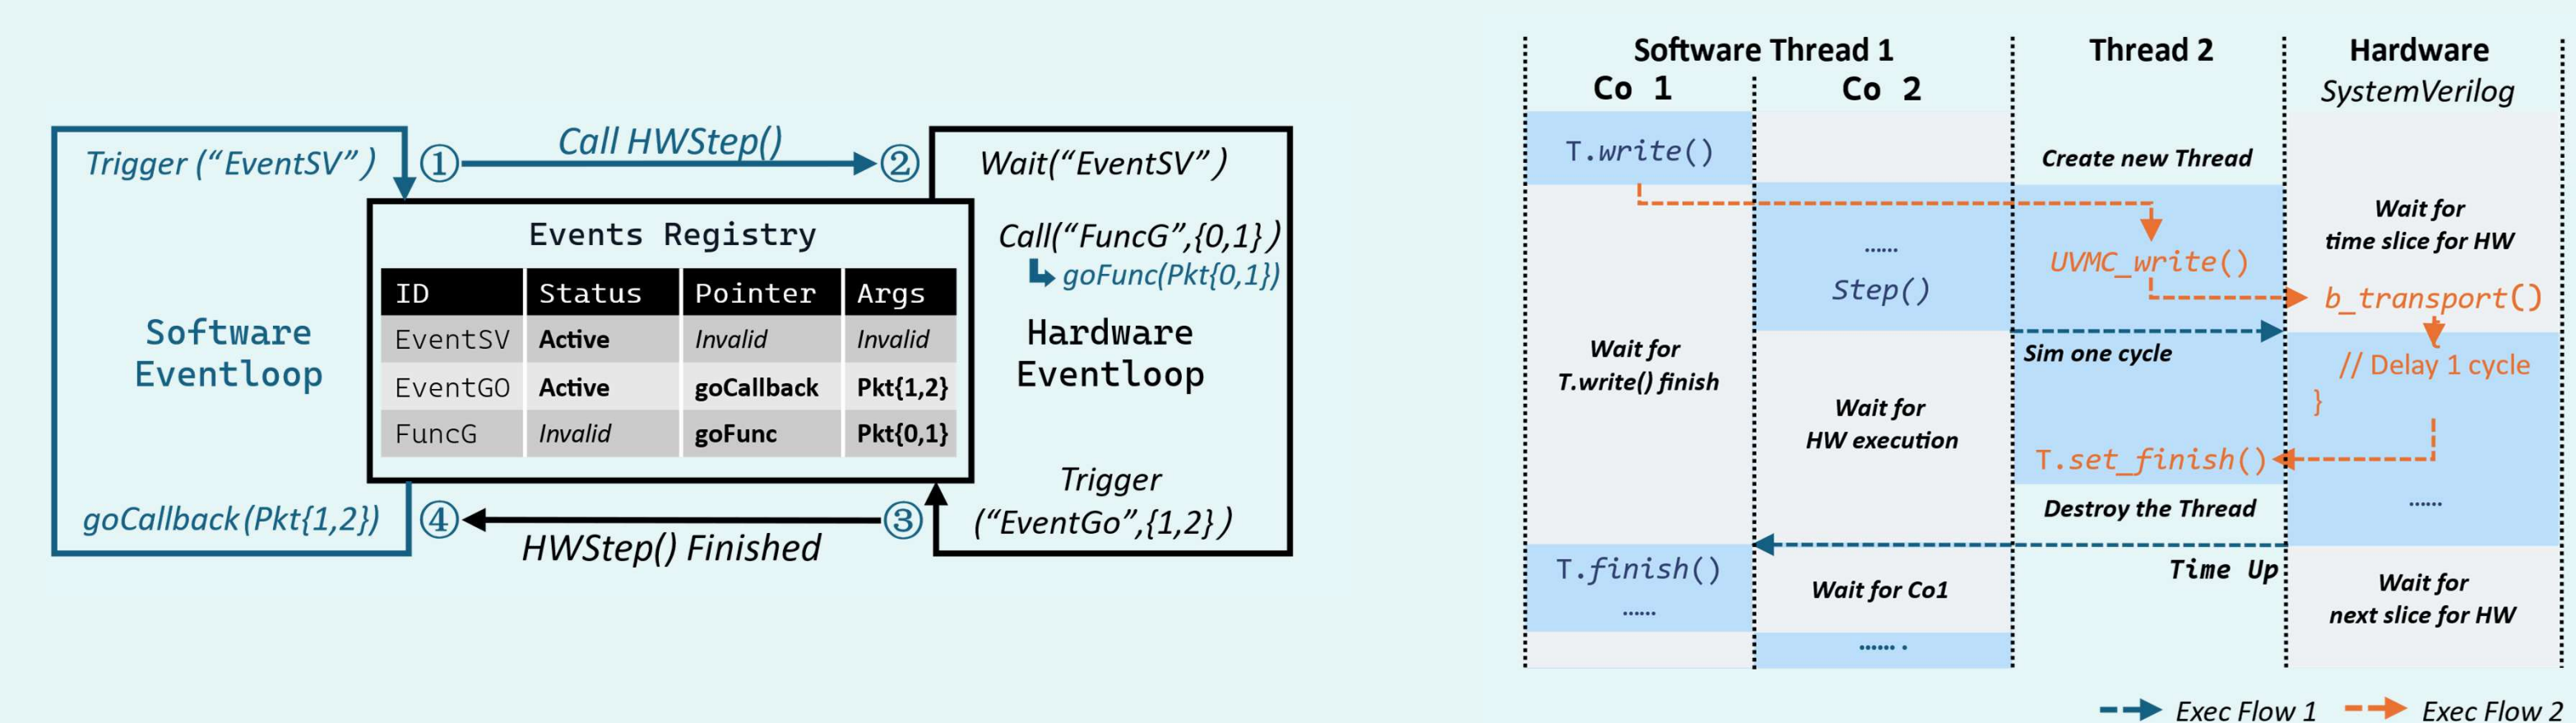 Trigger (“EventSV”)
①
Call HWStep()
②
Wait(“EventSV”)
Events Registry
Call(“FuncG”,{0,1})
goFunc(Pkt{0,1})
ID Status Pointer Args
EventSV Active Invalid Invalid
EventGO Active goCallback Pkt{1,2}
FuncG Invalid goFunc Pkt{0,1}
Software
Eventloop
Hardware
Eventloop
Trigger
(“EventGo”,{1,2})
goCallback(Pkt{1,2})
④
③
HWStep() Finished
Software Thread 1
Thread 2
Hardware
Co 1
Co 2
SystemVerilog
T.write()
Create new Thread
Wait for
time slice for HW
......
Step()
UVMC_write()
b_transport()
{
Sim one cycle
// Delay 1 cycle
}
Wait for
T.write() finish
Wait for
HW execution
T.set_finish()
......
Destroy the Thread
Time Up
T.finish()
......
Wait for Co1
Wait for
next slice for HW
...... .
Exec Flow 1
Exec Flow 2